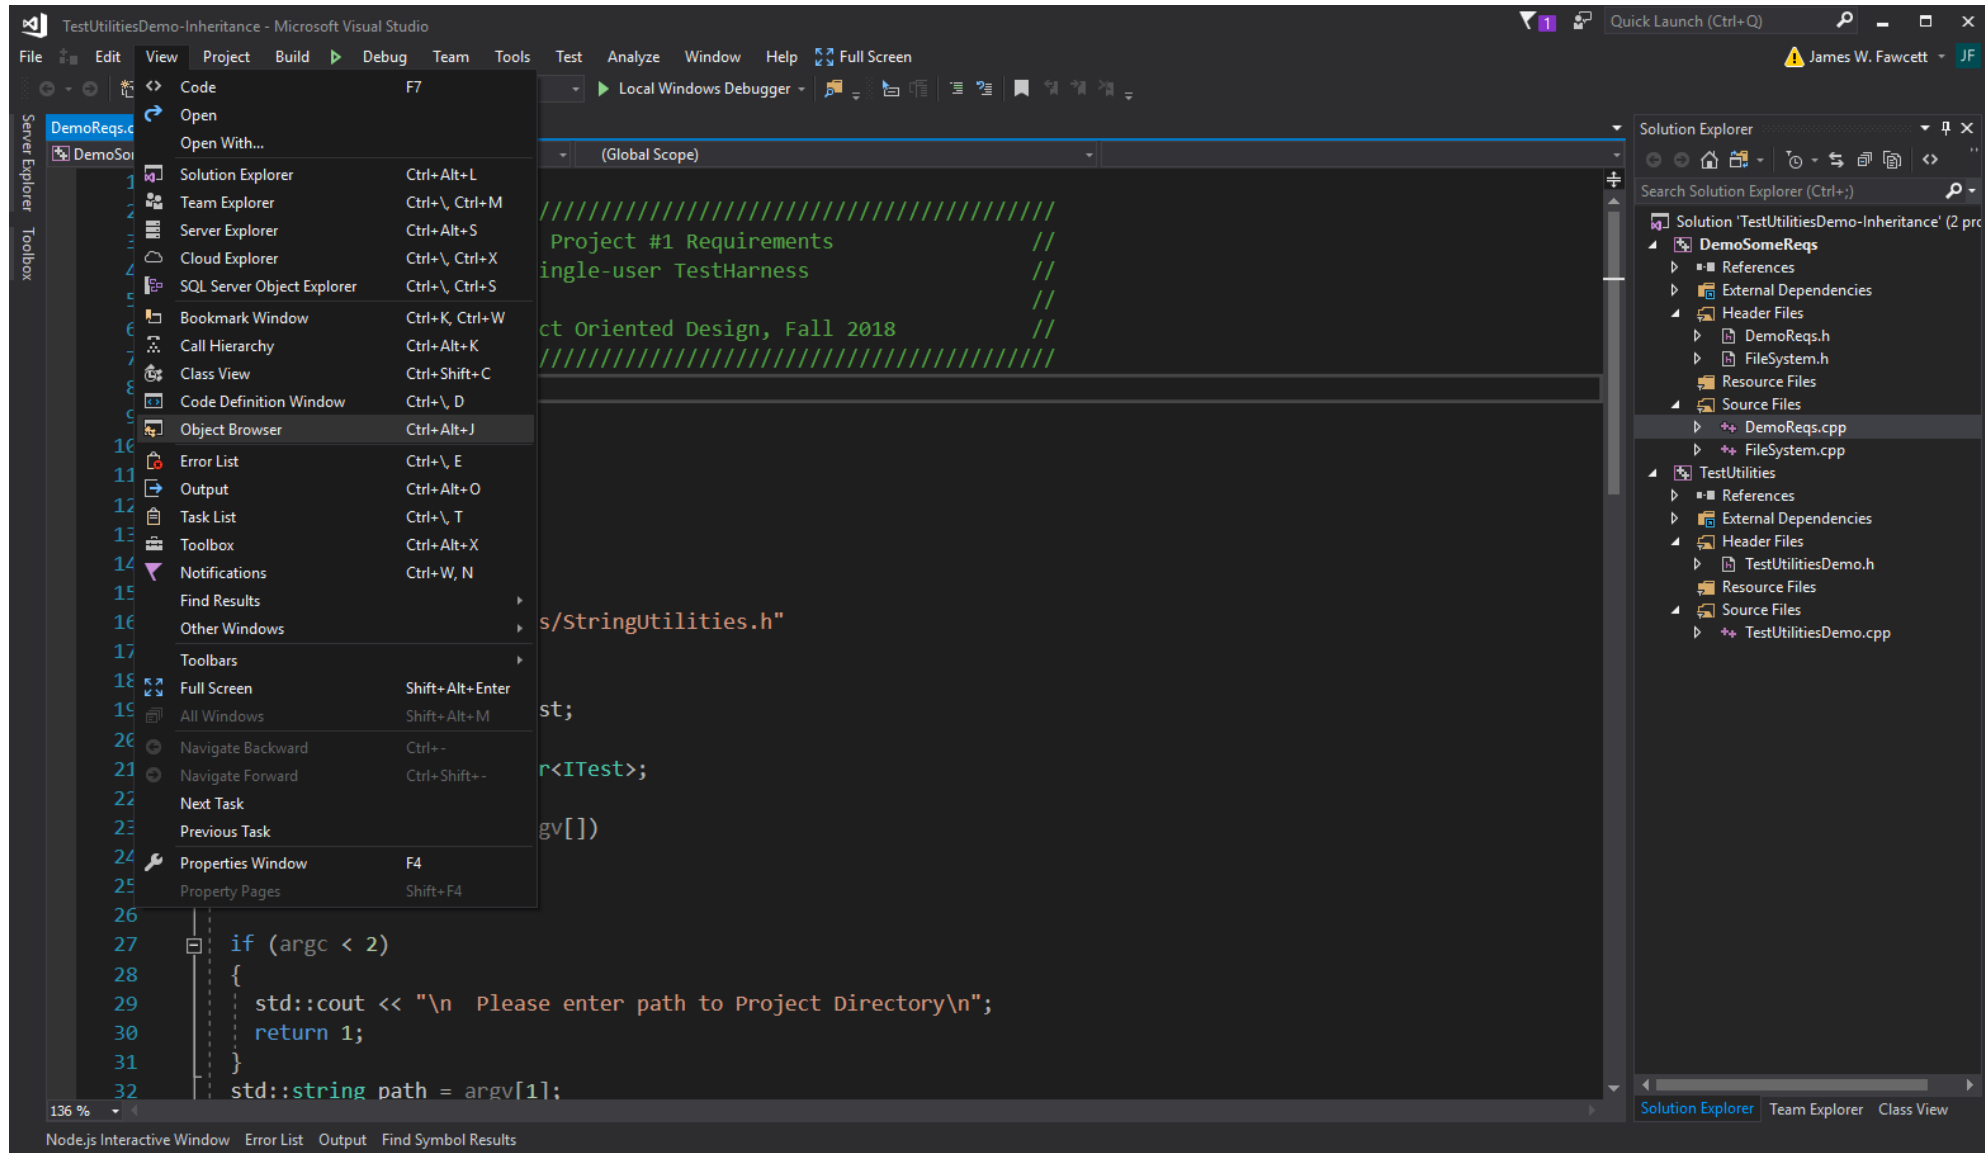 TestUtilitiesDemo-Inheritance - Microsoft Visual Studio
1
Quick Launch (Ctrl+Q)
File Edit View Project Build Debug Team Tools Test Analyze Window Help Full Screen
James W. Fawcett JF
Local Windows Debugger
Server Explorer
Toolbox
Code F7
Open
Open With...
Solution Explorer Ctrl+Alt+L
Team Explorer Ctrl+\, Ctrl+M
Server Explorer Ctrl+Alt+S
Cloud Explorer Ctrl+\, Ctrl+X
SQL Server Object Explorer Ctrl+\, Ctrl+S
Bookmark Window Ctrl+K, Ctrl+W
Call Hierarchy Ctrl+Alt+K
Class View Ctrl+Shift+C
Code Definition Window Ctrl+\, D
Object Browser Ctrl+Alt+J
Error List Ctrl+\, E
Output Ctrl+Alt+O
Task List Ctrl+\, T
Toolbox Ctrl+Alt+X
Notifications Ctrl+W, N
Find Results
Other Windows
Toolbars
Full Screen Shift+Alt+Enter
All Windows Shift+Alt+M
Navigate Backward Ctrl+-
Navigate Forward Ctrl+Shift+-
Next Task
Previous Task
Properties Window F4
Property Pages Shift+F4
(Global Scope)
//////////////////////////////////////////
Project #1 Requirements //
ingle-user TestHarness //
//
ct Oriented Design, Fall 2018 //
//////////////////////////////////////////
s/StringUtilities.h"
st;
r<ITest>;
gv[])
26
27 if (argc < 2)
28 {
29 std::cout << "\n Please enter path to Project Directory\n";
30 return 1;
31 }
32 std::string path = argv[1];
136 %
Node.js Interactive Window Error List Output Find Symbol Results
Solution Explorer
Search Solution Explorer (Ctrl+;)
Solution 'TestUtilitiesDemo-Inheritance' (2 pro
DemoSomeReqs
References
External Dependencies
Header Files
DemoReqs.h
FileSystem.h
Resource Files
Source Files
DemoReqs.cpp
FileSystem.cpp
TestUtilities
References
External Dependencies
Header Files
TestUtilitiesDemo.h
Resource Files
Source Files
TestUtilitiesDemo.cpp
Solution Explorer Team Explorer Class View